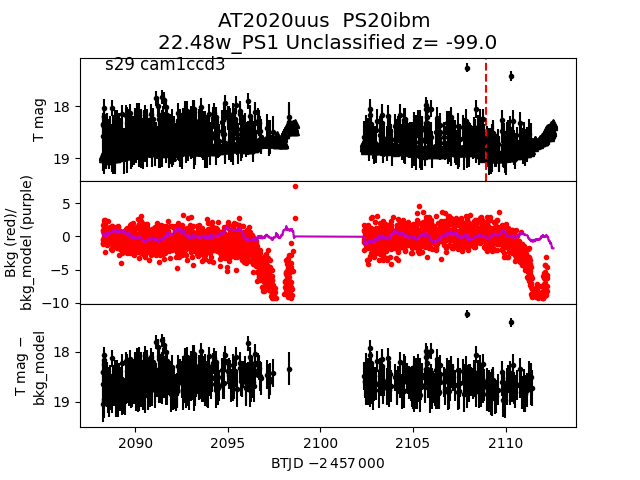 AT2020uus  PS20ibm
22.48w_PS1 Unclassified z= -99.0
s29 cam1ccd3
T mag
18
19
Bkg (red)/
bkg_model (purple)
5
0
−5
−10
T mag −
bkg_model
18
19
2090
2095
2100
2105
2110
BTJD −2 457 000